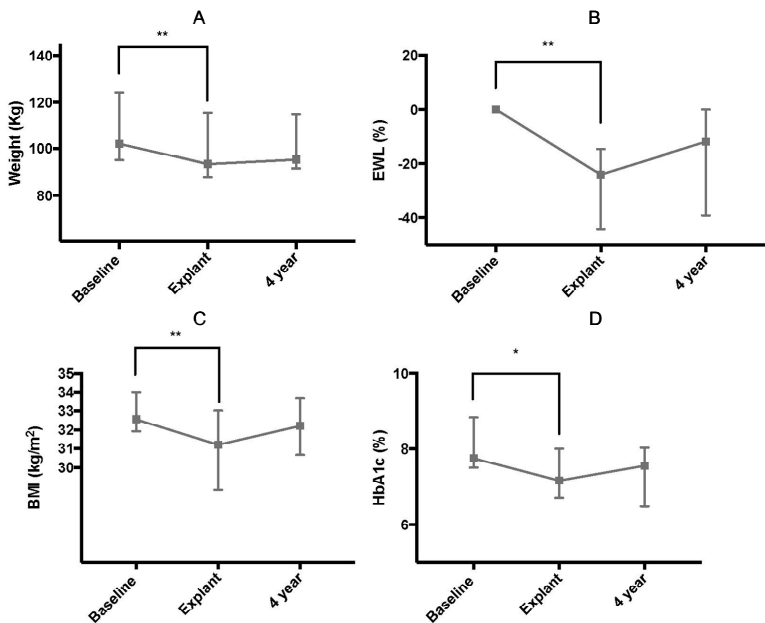 A
**
Weight (Kg)
140
120
100
80
Baseline
Explant
4 year
B
**
EWL (%)
20
0
-20
-40
Baseline
Explant
4 year
C
**
BMI (kg/m²)
35
34
33
32
31
30
Baseline
Explant
4 year
D
*
HbA1c (%)
10
8
6
Baseline
Explant
4 year